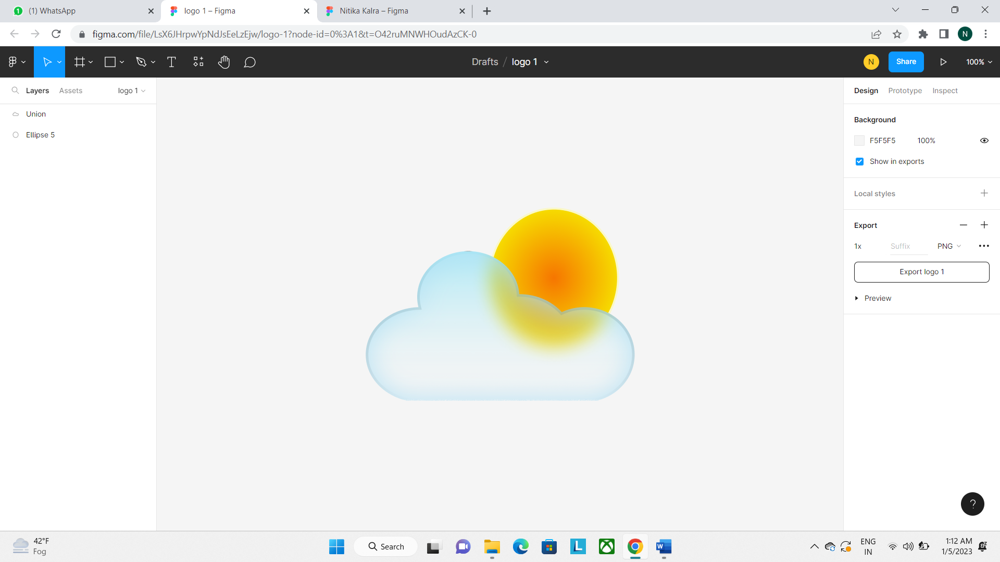 (1) WhatsApp
logo 1 – Figma
Nitika Kalra – Figma
figma.com/file/LsX6JHrpwYpNdJsEeLzEjw/logo-1?node-id=0%3A1&t=O42ruMNWHOudAzCK-0
N
Drafts / logo 1
N
Share
100%
Layers
Assets
logo 1
Union
Ellipse 5
Design
Prototype
Inspect
Background
F5F5F5
100%
Show in exports
Local styles
Export
1x
Suffix
PNG
Export logo 1
Preview
?
42°F
Fog
Search
L
W
ENG
IN
1:12 AM
1/5/2023